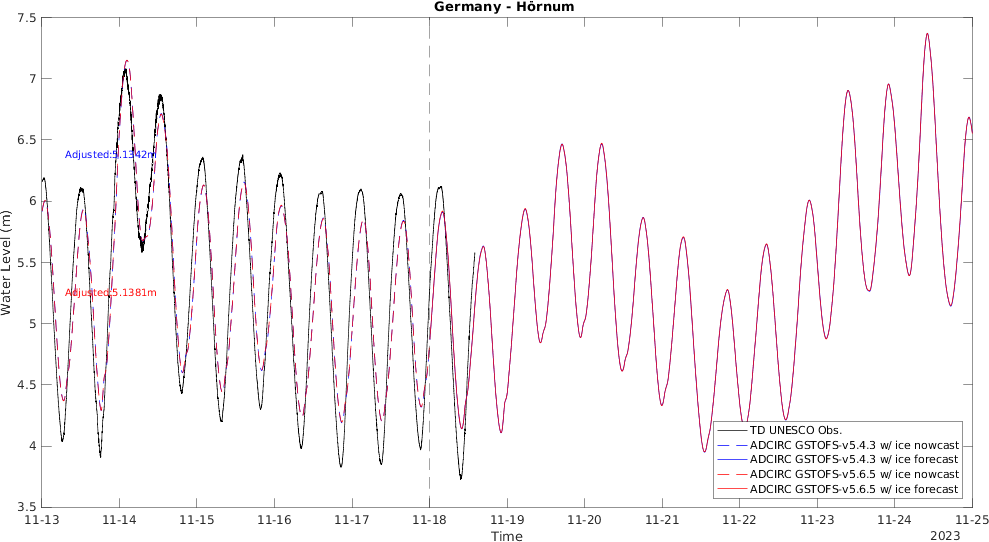 Germany - Hörnum
7.5
7
6.5
6
5.5
5
4.5
4
3.5
Water Level (m)
Adjusted:5.1342m
Adjusted:5.1381m
TD UNESCO Obs.
ADCIRC GSTOFS-v5.4.3 w/ ice nowcast
ADCIRC GSTOFS-v5.4.3 w/ ice forecast
ADCIRC GSTOFS-v5.6.5 w/ ice nowcast
ADCIRC GSTOFS-v5.6.5 w/ ice forecast
11-13 11-14 11-15 11-16 11-17 11-18 11-19 11-20 11-21 11-22 11-23 11-24 11-25
Time
2023